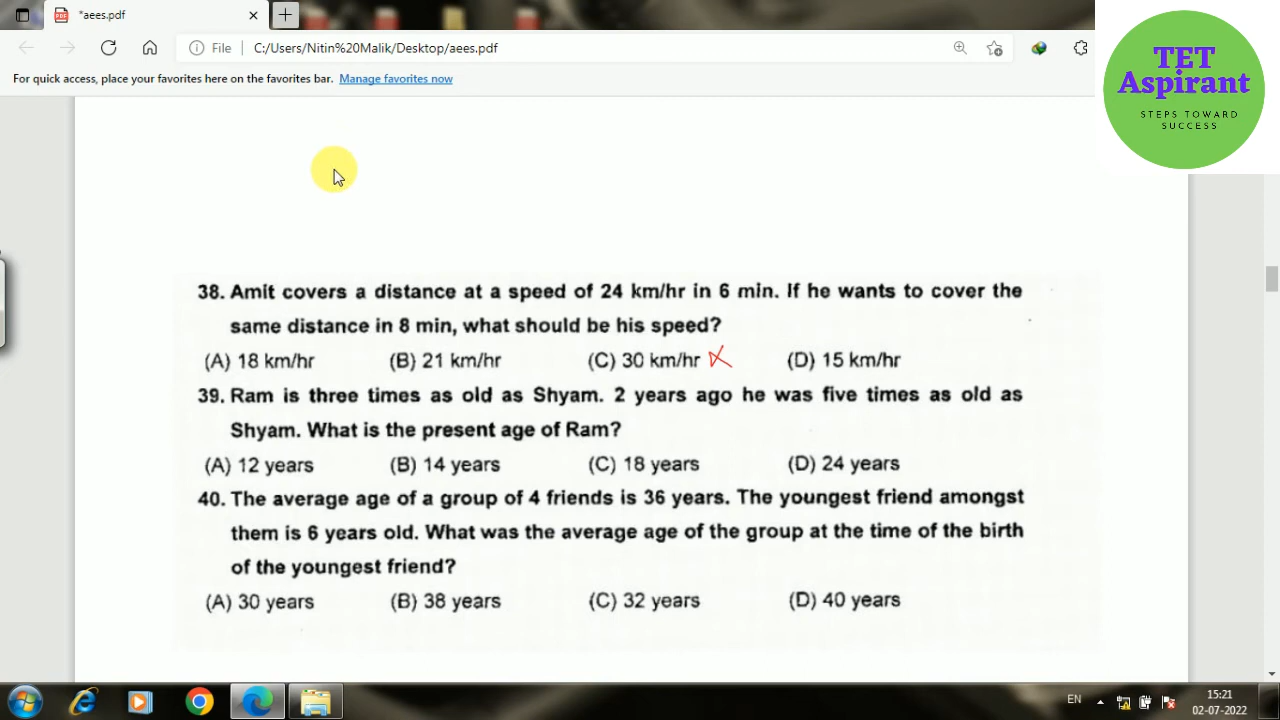 *aees.pdf
File
C:/Users/Nitin%20Malik/Desktop/aees.pdf
For quick access, place your favorites here on the favorites bar. Manage favorites now
TET
Aspirant
STEPS TOWARD
SUCCESS
38. Amit covers a distance at a speed of 24 km/hr in 6 min. If he wants to cover the
same distance in 8 min, what should be his speed?
(A) 18 km/hr (B) 21 km/hr (C) 30 km/hr (D) 15 km/hr
39. Ram is three times as old as Shyam. 2 years ago he was five times as old as
Shyam. What is the present age of Ram?
(A) 12 years (B) 14 years (C) 18 years (D) 24 years
40. The average age of a group of 4 friends is 36 years. The youngest friend amongst
them is 6 years old. What was the average age of the group at the time of the birth
of the youngest friend?
(A) 30 years (B) 38 years (C) 32 years (D) 40 years
EN
15:21
02-07-2022